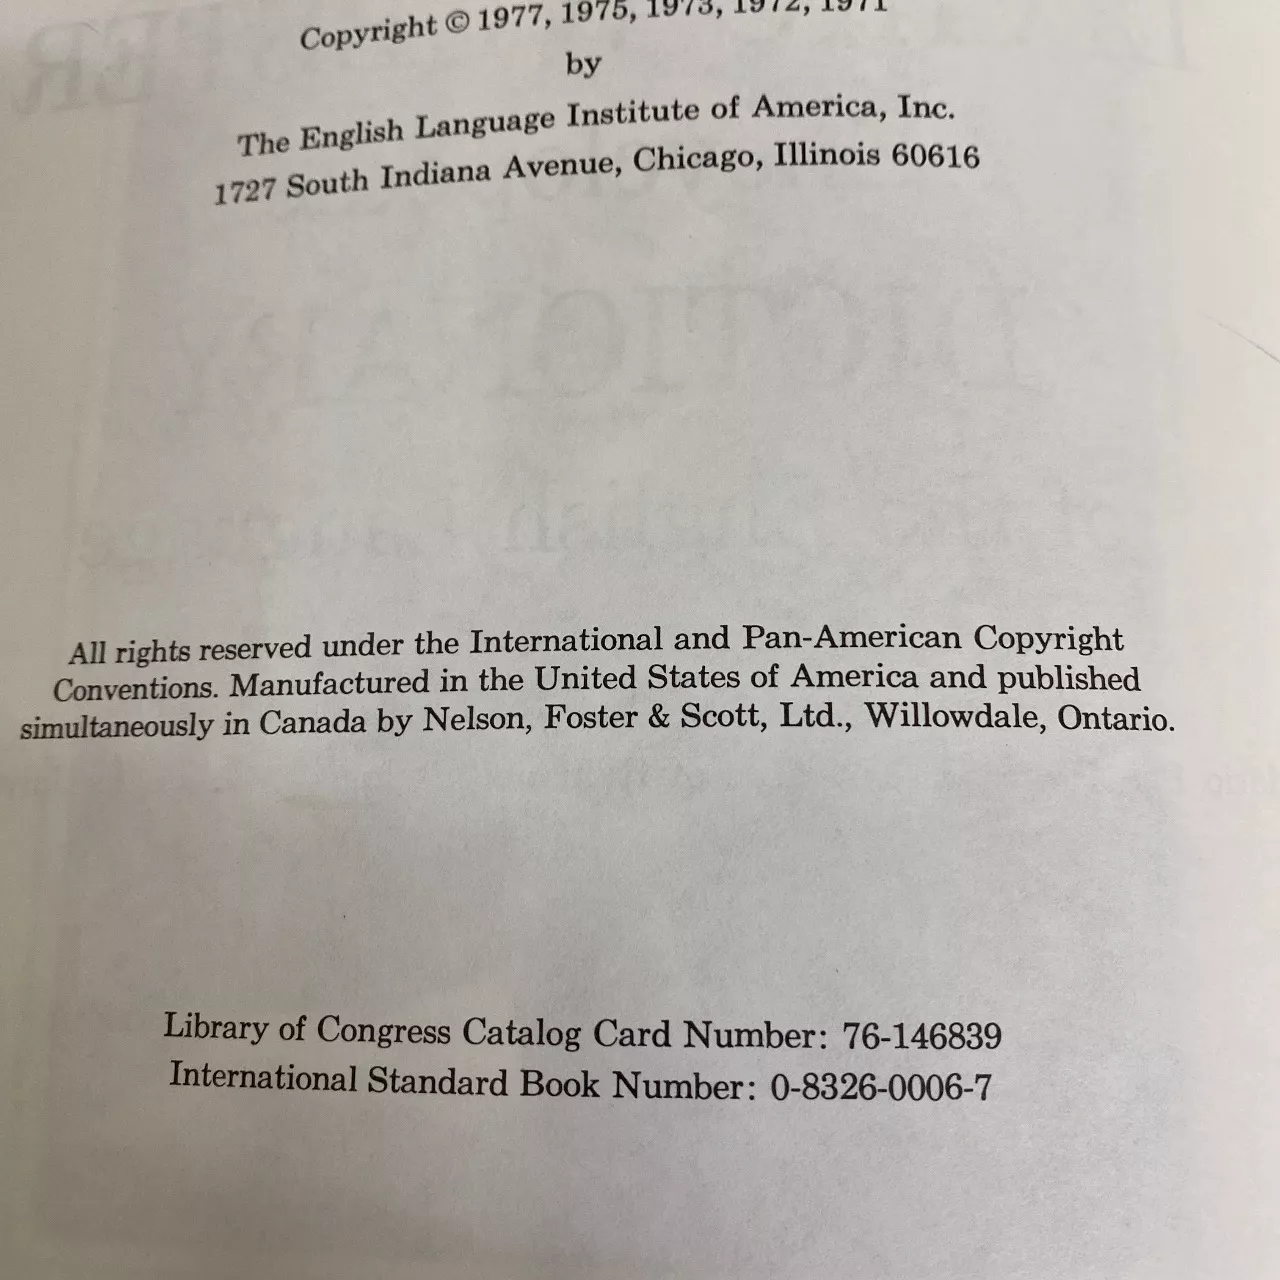 Copyright © 1977, 1975, 1973, 1972, 1971
by
The English Language Institute of America, Inc.
1727 South Indiana Avenue, Chicago, Illinois 60616
All rights reserved under the International and Pan-American Copyright
Conventions. Manufactured in the United States of America and published
simultaneously in Canada by Nelson, Foster & Scott, Ltd., Willowdale, Ontario.
Library of Congress Catalog Card Number: 76-146839
International Standard Book Number: 0-8326-0006-7